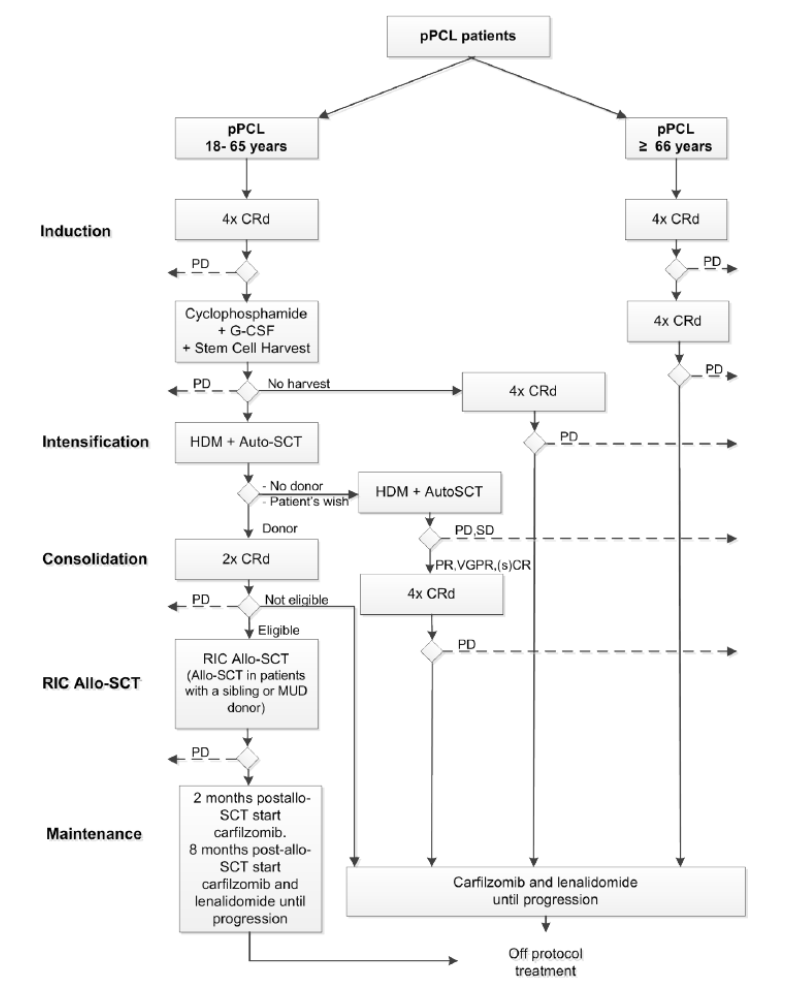 pPCL patients
pPCL
18- 65 years
pPCL
≥ 66 years
Induction
4x CRd
4x CRd
PD
PD
Cyclophosphamide
+ G-CSF
+ Stem Cell Harvest
4x CRd
PD
No harvest
4x CRd
PD
Intensification
HDM + Auto-SCT
PD
- No donor
- Patient's wish
HDM + AutoSCT
Donor
PD,SD
Consolidation
2x CRd
PR,VGPR,(s)CR
4x CRd
PD
Not eligible
Eligible
PD
RIC Allo-SCT
RIC Allo-SCT
(Allo-SCT in patients
with a sibling or MUD
donor)
PD
Maintenance
2 months postallo-
SCT start
carfilzomib.
8 months post-allo-
SCT start
carfilzomib and
lenalidomide until
progression
Carfilzomib and lenalidomide
until progression
Off protocol
treatment